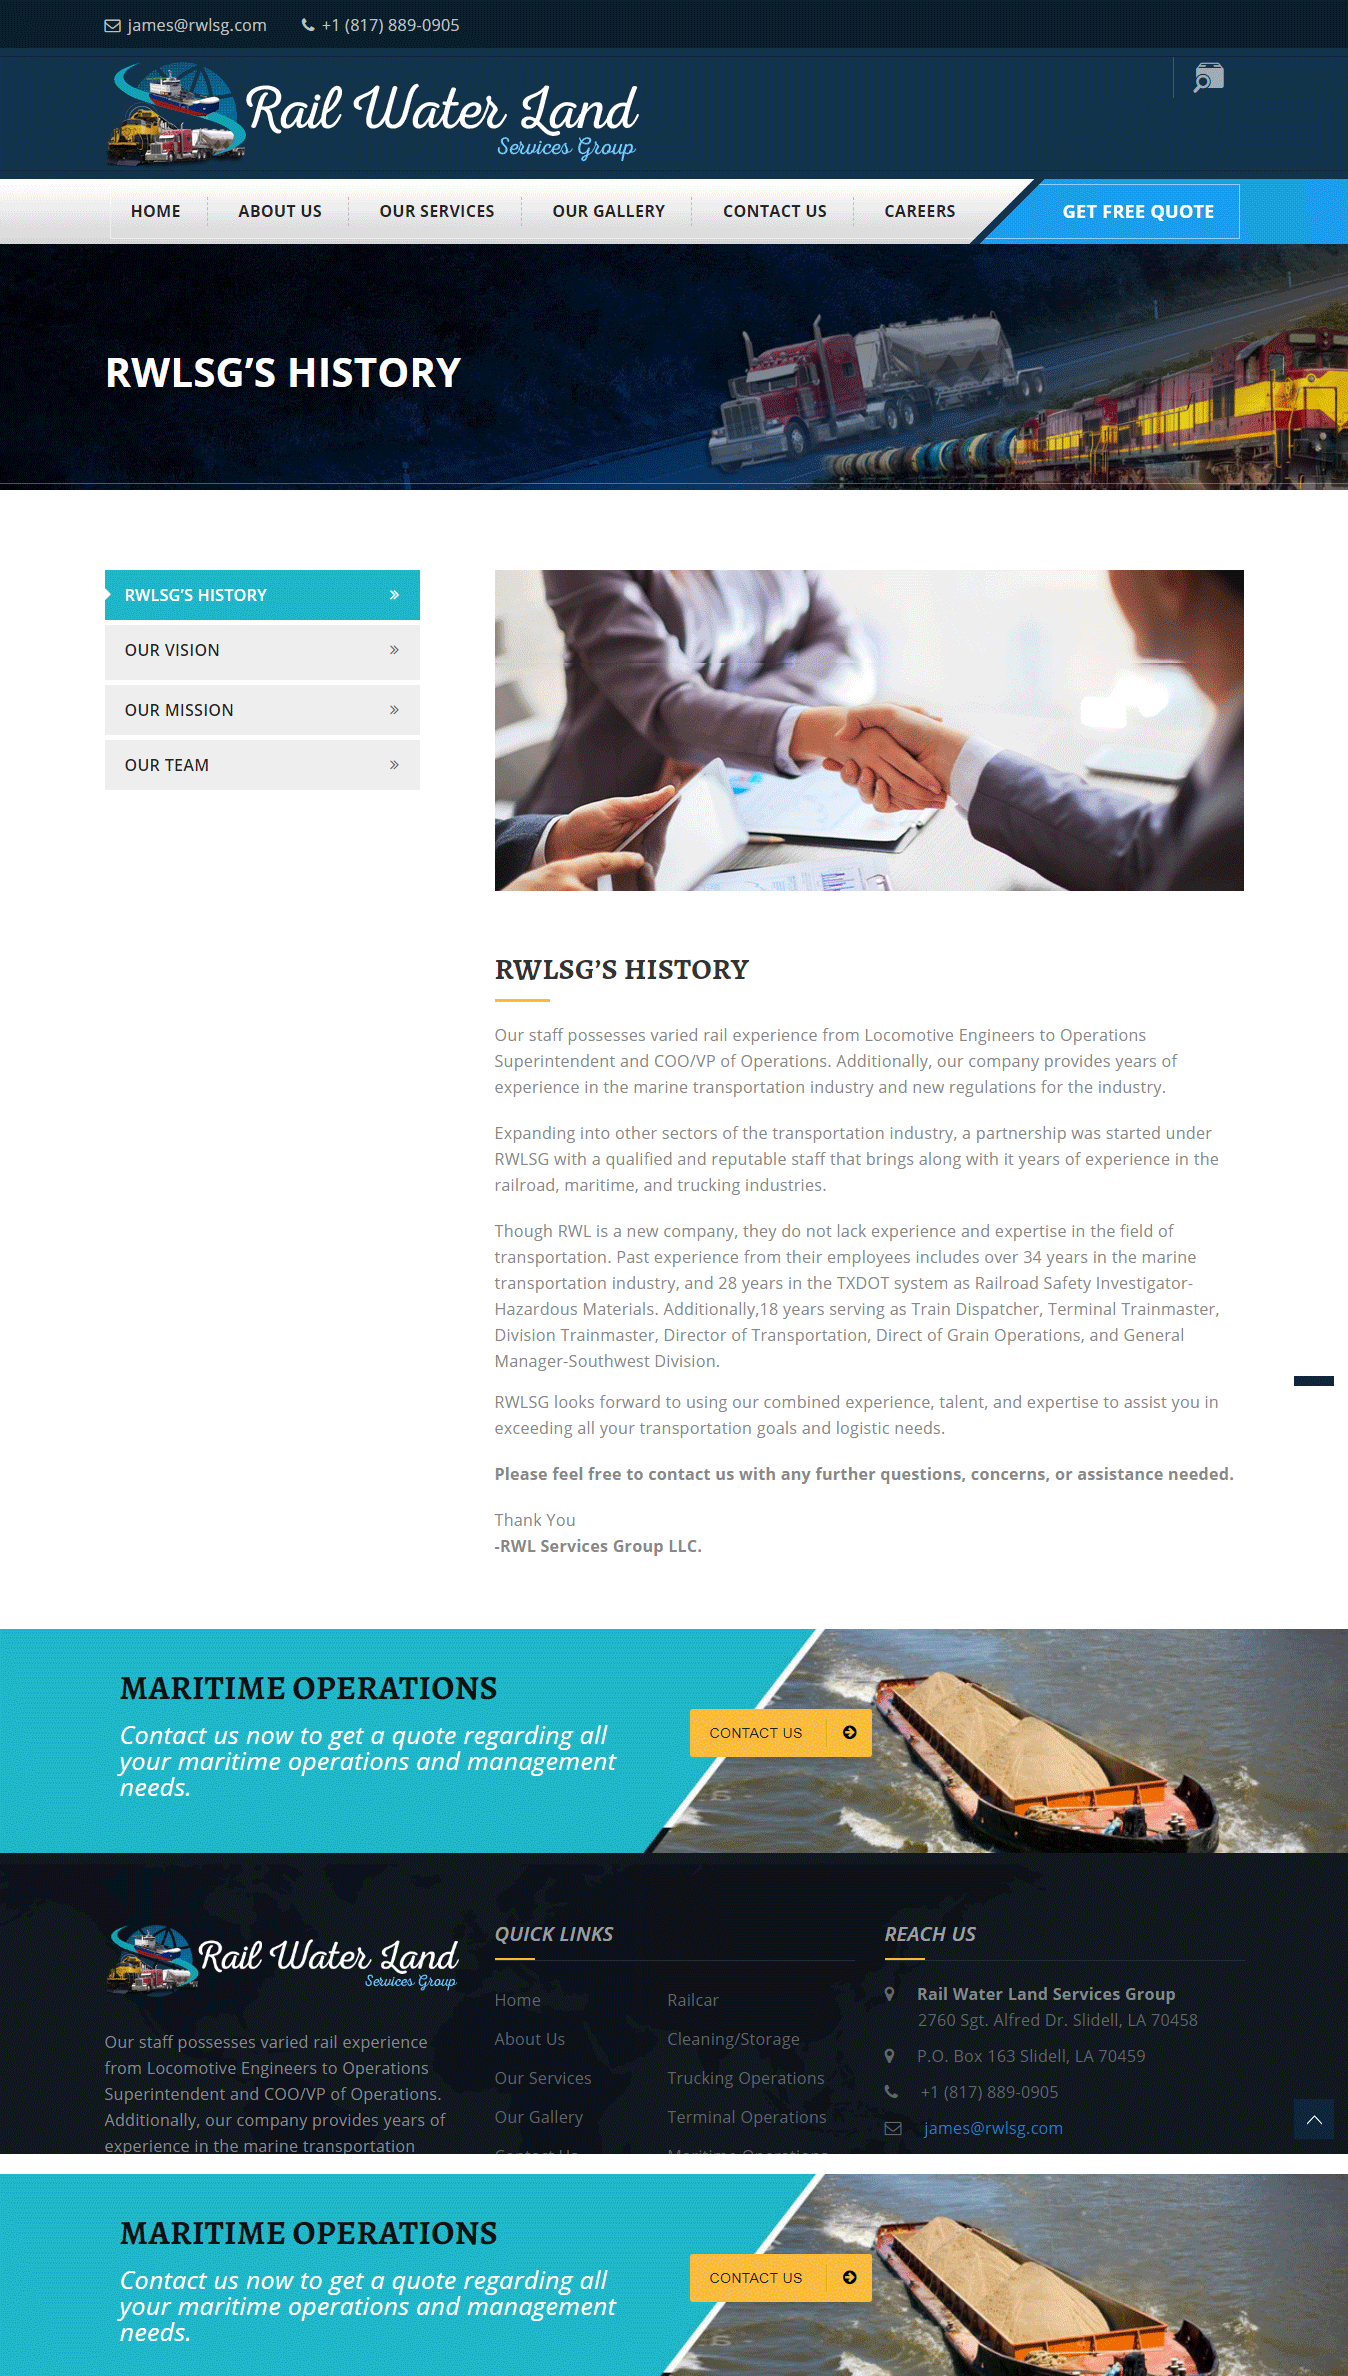 james@rwlsg.com +1 (817) 889-0905
Rail Water Land
Services Group
HOME ABOUT US OUR SERVICES OUR GALLERY CONTACT US CAREERS GET FREE QUOTE
RWLSG’S HISTORY
RWLSG’S HISTORY
OUR VISION
OUR MISSION
OUR TEAM
RWLSG’S HISTORY
Our staff possesses varied rail experience from Locomotive Engineers to Operations
Superintendent and COO/VP of Operations. Additionally, our company provides years of
experience in the marine transportation industry and new regulations for the industry.
Expanding into other sectors of the transportation industry, a partnership was started under
RWLSG with a qualified and reputable staff that brings along with it years of experience in the
railroad, maritime, and trucking industries.
Though RWL is a new company, they do not lack experience and expertise in the field of
transportation. Past experience from their employees includes over 34 years in the marine
transportation industry, and 28 years in the TXDOT system as Railroad Safety Investigator-
Hazardous Materials. Additionally,18 years serving as Train Dispatcher, Terminal Trainmaster,
Division Trainmaster, Director of Transportation, Direct of Grain Operations, and General
Manager-Southwest Division.
RWLSG looks forward to using our combined experience, talent, and expertise to assist you in
exceeding all your transportation goals and logistic needs.
Please feel free to contact us with any further questions, concerns, or assistance needed.
Thank You
-RWL Services Group LLC.
MARITIME OPERATIONS
Contact us now to get a quote regarding all
your maritime operations and management
needs.
CONTACT US
Rail Water Land
Services Group
Our staff possesses varied rail experience
from Locomotive Engineers to Operations
Superintendent and COO/VP of Operations.
Additionally, our company provides years of
experience in the marine transportation
QUICK LINKS
Home
About Us
Our Services
Our Gallery
Contact Us
Railcar
Cleaning/Storage
Trucking Operations
Terminal Operations
Maritime Operations
REACH US
Rail Water Land Services Group
2760 Sgt. Alfred Dr. Slidell, LA 70458
P.O. Box 163 Slidell, LA 70459
+1 (817) 889-0905
james@rwlsg.com
MARITIME OPERATIONS
Contact us now to get a quote regarding all
your maritime operations and management
needs.
CONTACT US